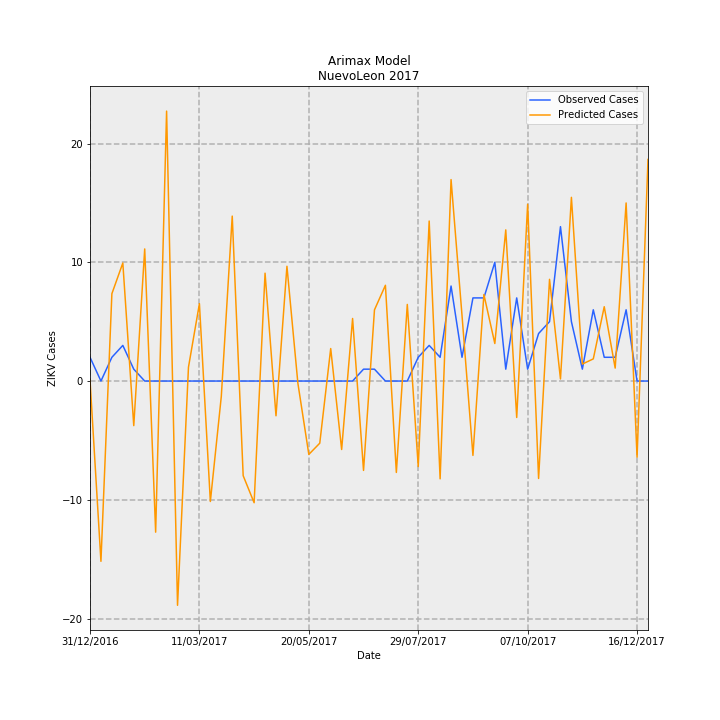 Arimax Model
NuevoLeon 2017
Observed Cases
Predicted Cases
ZIKV Cases
20
10
0
−10
−20
31/12/2016 11/03/2017 20/05/2017 29/07/2017 07/10/2017 16/12/2017
Date